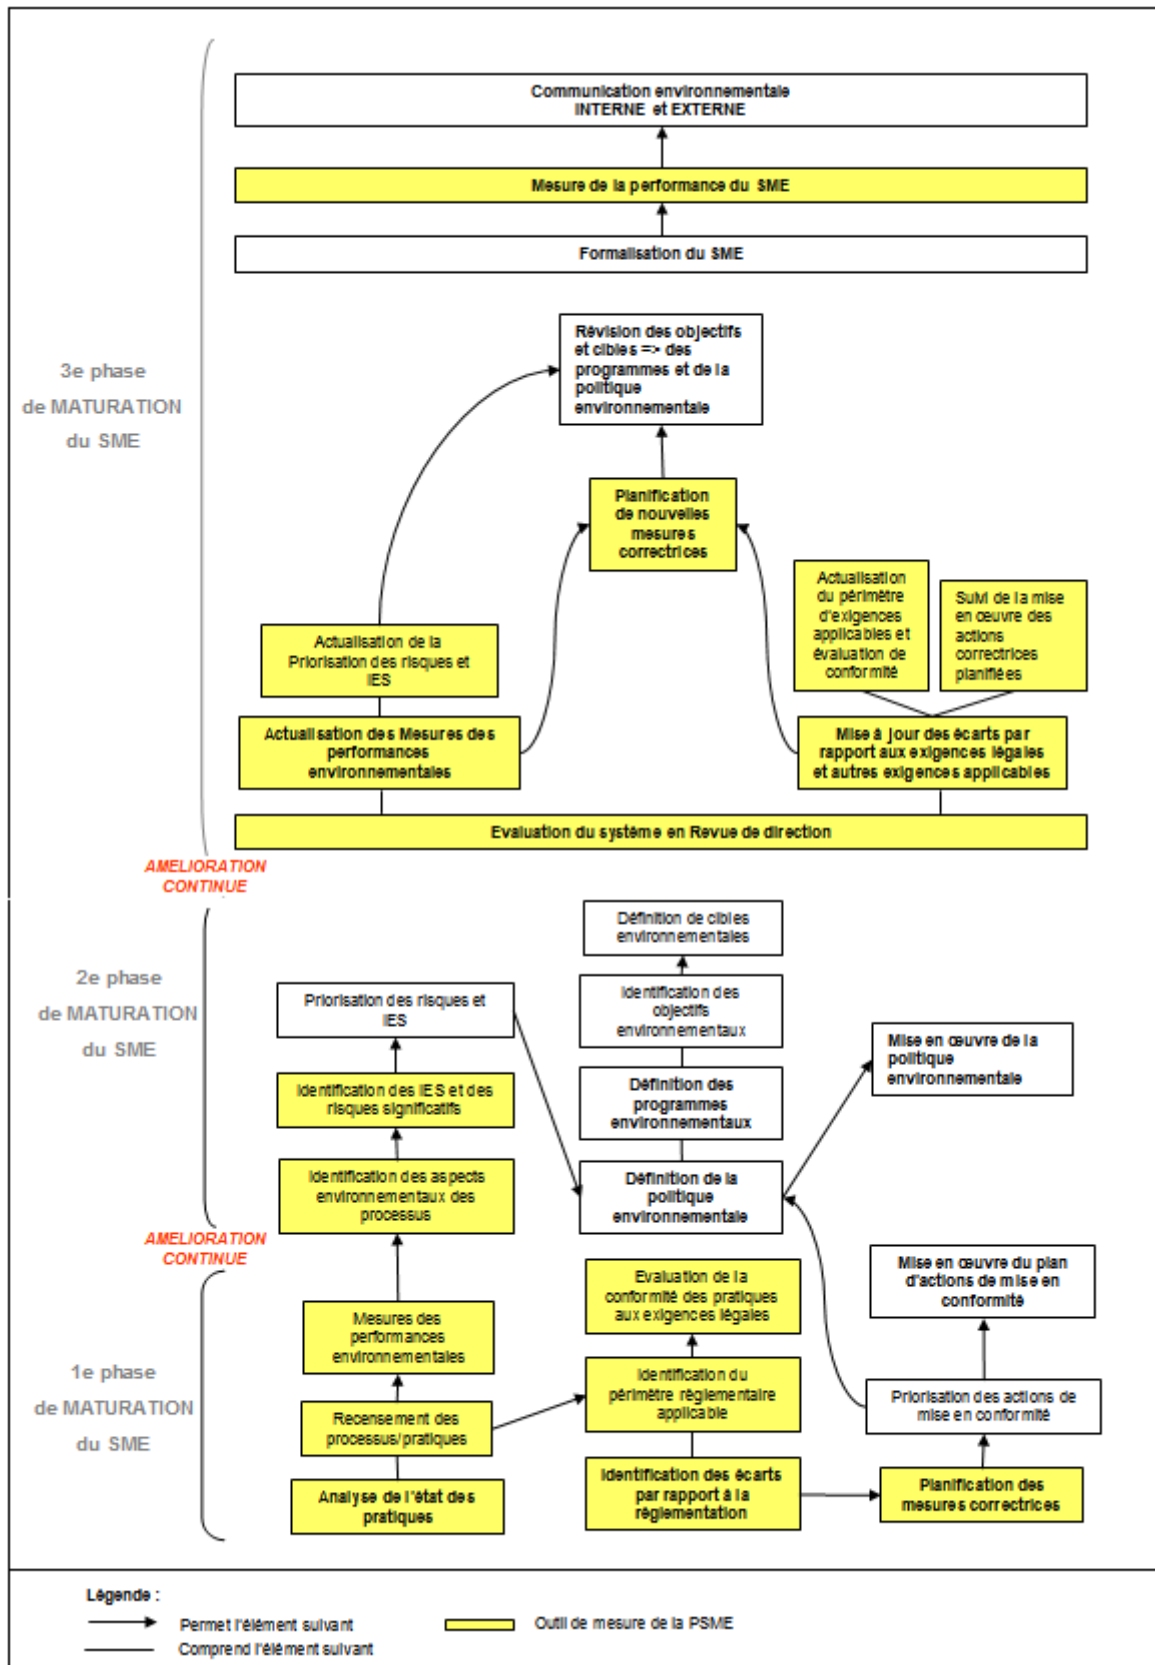 Communication environnementale
INTERNE et EXTERNE
Mesure de la performance du SME
Formalisation du SME
Révision des objectifs
et cibles => des
programmes et de la
politique
environnementale
3e phase
de MATURATION
du SME
Planification
de nouvelles
mesures
correctrices
Actualisation
du périmètre
d'exigences
applicables et
évaluation de
conformité
Suivi de la mise
en œuvre des
actions
correctrices
planifiées
Actualisation de la
Priorisation des risques et
IES
Actualisation des Mesures des
performances
environnementales
Mise à jour des écarts par
rapport aux exigences légales
et autres exigences applicables
Evaluation du système en Revue de direction
AMELIORATION
CONTINUE
Définition de cibles
environnementales
2e phase
de MATURATION
du SME
Priorisation des risques et
IES
Identification des
objectifs
environnementaux
Mise en œuvre de la
politique
environnementale
Identification des IES et des
risques significatifs
Définition des
programmes
environnementaux
Identification des aspects
environnementaux des
processus
Définition de la
politique
environnementale
AMELIORATION
CONTINUE
Evaluation de la
conformité des pratiques
aux exigences légales
Mise en œuvre du plan
d'actions de mise en
conformité
Mesures des
performances
environnementales
1e phase
de MATURATION
du SME
Identification du
périmètre règlementaire
applicable
Priorisation des actions de
mise en conformité
Recensement des
processus/pratiques
Analyse de l'état des
pratiques
Identification des écarts
par rapport à la
règlementation
Planification des
mesures correctrices
Légende :
Permet l'élément suivant
Outil de mesure de la PSME
Comprend l'élément suivant